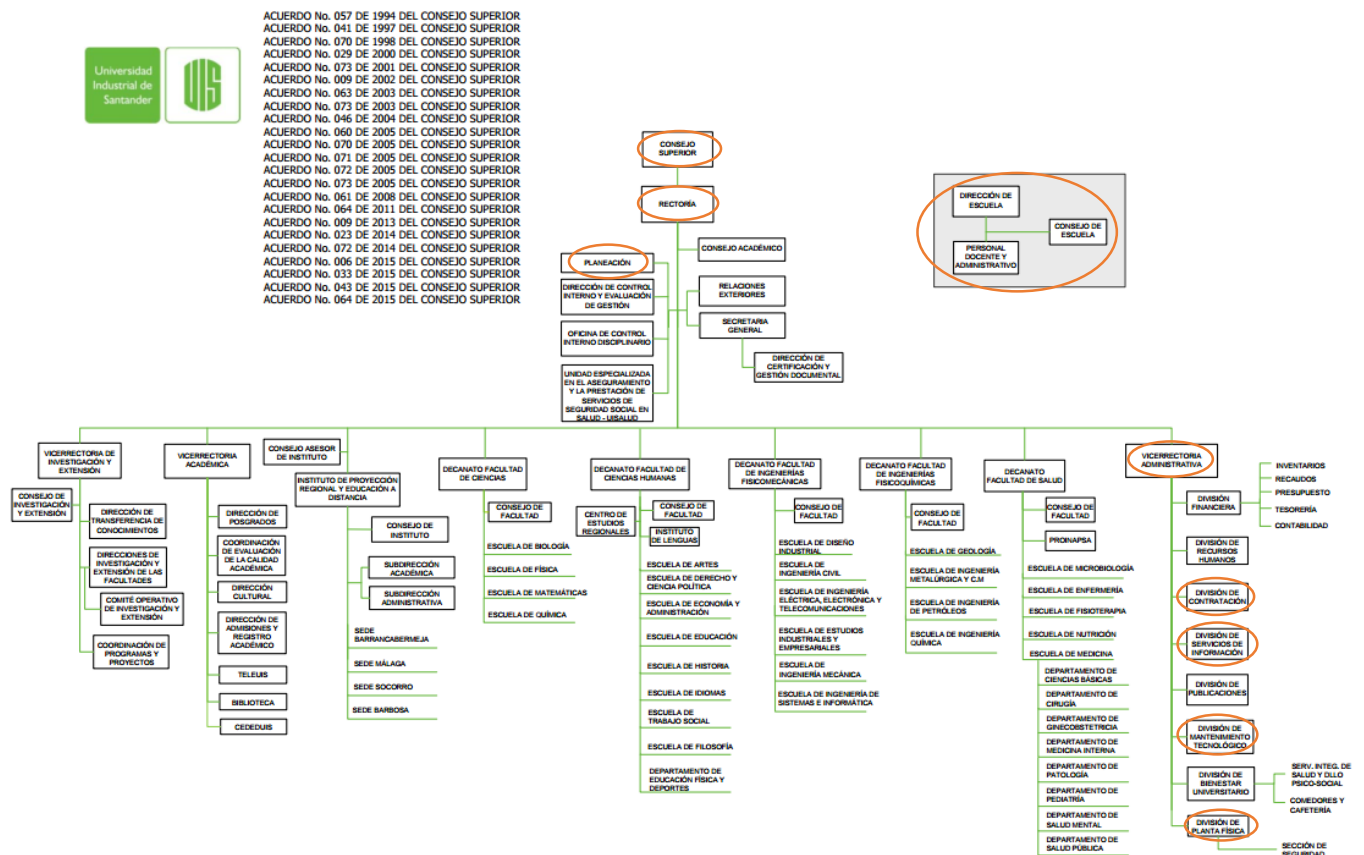 ACUERDO No. 057 DE 1994 DEL CONSEJO SUPERIOR
ACUERDO No. 041 DE 1997 DEL CONSEJO SUPERIOR
ACUERDO No. 070 DE 1998 DEL CONSEJO SUPERIOR
ACUERDO No. 029 DE 2000 DEL CONSEJO SUPERIOR
ACUERDO No. 073 DE 2001 DEL CONSEJO SUPERIOR
ACUERDO No. 009 DE 2002 DEL CONSEJO SUPERIOR
ACUERDO No. 063 DE 2003 DEL CONSEJO SUPERIOR
ACUERDO No. 073 DE 2003 DEL CONSEJO SUPERIOR
ACUERDO No. 046 DE 2004 DEL CONSEJO SUPERIOR
ACUERDO No. 060 DE 2005 DEL CONSEJO SUPERIOR
ACUERDO No. 070 DE 2005 DEL CONSEJO SUPERIOR
ACUERDO No. 071 DE 2005 DEL CONSEJO SUPERIOR
ACUERDO No. 072 DE 2005 DEL CONSEJO SUPERIOR
ACUERDO No. 073 DE 2005 DEL CONSEJO SUPERIOR
ACUERDO No. 061 DE 2008 DEL CONSEJO SUPERIOR
ACUERDO No. 064 DE 2011 DEL CONSEJO SUPERIOR
ACUERDO No. 009 DE 2013 DEL CONSEJO SUPERIOR
ACUERDO No. 023 DE 2014 DEL CONSEJO SUPERIOR
ACUERDO No. 072 DE 2014 DEL CONSEJO SUPERIOR
ACUERDO No. 006 DE 2015 DEL CONSEJO SUPERIOR
ACUERDO No. 033 DE 2015 DEL CONSEJO SUPERIOR
ACUERDO No. 043 DE 2015 DEL CONSEJO SUPERIOR
ACUERDO No. 064 DE 2015 DEL CONSEJO SUPERIOR
Universidad
Industrial de
Santander
UIS
CONSEJO
SUPERIOR
RECTORÍA
CONSEJO ACADÉMICO
PLANEACIÓN
DIRECCIÓN DE CONTROL
INTERNO Y EVALUACIÓN
DE GESTIÓN
RELACIONES
EXTERIORES
SECRETARIA
GENERAL
OFICINA DE CONTROL
INTERNO DISCIPLINARIO
DIRECCIÓN DE
CERTIFICACIÓN Y
GESTIÓN DOCUMENTAL
UNIDAD ESPECIALIZADA
EN EL ASEGURAMIENTO
Y LA PRESTACIÓN DE
SERVICIOS DE
SEGURIDAD SOCIAL EN
SALUD - UISALUD
DIRECCIÓN DE
ESCUELA
CONSEJO DE
ESCUELA
PERSONAL
DOCENTE Y
ADMINISTRATIVO
VICERRECTORIA DE
INVESTIGACIÓN Y
EXTENSIÓN
CONSEJO DE
INVESTIGACIÓN
Y EXTENSIÓN
DIRECCIÓN DE
TRANSFERENCIA DE
CONOCIMIENTOS
DIRECCIONES DE
INVESTIGACIÓN Y
EXTENSIÓN DE LAS
FACULTADES
COMITÉ OPERATIVO
DE INVESTIGACIÓN Y
EXTENSIÓN
COORDINACIÓN DE
PROGRAMAS Y
PROYECTOS
VICERRECTORIA
ACADÉMICA
DIRECCIÓN DE
POSGRADOS
COORDINACIÓN
DE EVALUACIÓN
DE LA CALIDAD
ACADÉMICA
DIRECCIÓN
CULTURAL
DIRECCIÓN DE
ADMISIONES Y
REGISTRO
ACADÉMICO
TELEUIS
BIBLIOTECA
CEDEDUIS
CONSEJO ASESOR
DE INSTITUTO
INSTITUTO DE PROYECCIÓN
REGIONAL Y EDUCACIÓN A
DISTANCIA
CONSEJO DE
INSTITUTO
SUBDIRECCIÓN
ACADÉMICA
SUBDIRECCIÓN
ADMINISTRATIVA
SEDE
BARRANCABERMEJA
SEDE MÁLAGA
SEDE SOCORRO
SEDE BARBOSA
DECANATO FACULTAD
DE CIENCIAS
CONSEJO DE
FACULTAD
ESCUELA DE BIOLOGÍA
ESCUELA DE FÍSICA
ESCUELA DE MATEMÁTICAS
ESCUELA DE QUÍMICA
DECANATO FACULTAD DE
CIENCIAS HUMANAS
CENTRO DE
ESTUDIOS
REGIONALES
CONSEJO DE
FACULTAD
INSTITUTO
DE LENGUAS
ESCUELA DE ARTES
ESCUELA DE DERECHO Y
CIENCIA POLÍTICA
ESCUELA DE ECONOMÍA Y
ADMINISTRACIÓN
ESCUELA DE EDUCACIÓN
ESCUELA DE HISTORIA
ESCUELA DE IDIOMAS
ESCUELA DE
TRABAJO SOCIAL
ESCUELA DE FILOSOFÍA
DEPARTAMENTO DE
EDUCACIÓN FÍSICA Y
DEPORTES
DECANATO FACULTAD
DE INGENIERÍAS
FISICOMECÁNICAS
CONSEJO DE
FACULTAD
ESCUELA DE DISEÑO
INDUSTRIAL
ESCUELA DE
INGENIERÍA CIVIL
ESCUELA DE INGENIERÍA
ELÉCTRICA, ELECTRÓNICA Y
TELECOMUNICACIONES
ESCUELA DE ESTUDIOS
INDUSTRIALES Y
EMPRESARIALES
ESCUELA DE
INGENIERÍA MECÁNICA
ESCUELA DE INGENIERÍA DE
SISTEMAS E INFORMÁTICA
DECANATO FACULTAD
DE INGENIERÍAS
FISICOQUÍMICAS
CONSEJO DE
FACULTAD
ESCUELA DE GEOLOGÍA
ESCUELA DE INGENIERÍA
METALÚRGICA Y C.M
ESCUELA DE INGENIERÍA
DE PETRÓLEOS
ESCUELA DE INGENIERÍA
QUÍMICA
DECANATO
FACULTAD DE SALUD
CONSEJO DE
FACULTAD
PROINAPSA
ESCUELA DE MICROBIOLOGÍA
ESCUELA DE ENFERMERÍA
ESCUELA DE FISIOTERAPIA
ESCUELA DE NUTRICIÓN
ESCUELA DE MEDICINA
DEPARTAMENTO DE
CIENCIAS BÁSICAS
DEPARTAMENTO DE
CIRUGÍA
DEPARTAMENTO DE
GINECOBSTETRICIA
DEPARTAMENTO DE
MEDICINA INTERNA
DEPARTAMENTO DE
PATOLOGÍA
DEPARTAMENTO DE
PEDIATRÍA
DEPARTAMENTO DE
SALUD MENTAL
DEPARTAMENTO DE
SALUD PÚBLICA
VICERRECTORIA
ADMINISTRATIVA
DIVISIÓN
FINANCIERA
INVENTARIOS
RECAUDOS
PRESUPUESTO
TESORERÍA
CONTABILIDAD
DIVISIÓN DE
RECURSOS
HUMANOS
DIVISIÓN DE
CONTRATACIÓN
DIVISIÓN DE
SERVICIOS DE
INFORMACIÓN
DIVISIÓN DE
PUBLICACIONES
DIVISIÓN DE
MANTENIMIENTO
TECNOLÓGICO
DIVISIÓN DE
BIENESTAR
UNIVERSITARIO
SERV. INTEG. DE
SALUD Y DLLO
PSICO-SOCIAL
COMEDORES Y
CAFETERÍA
DIVISIÓN DE
PLANTA FÍSICA
SECCIÓN DE
SEGURIDAD